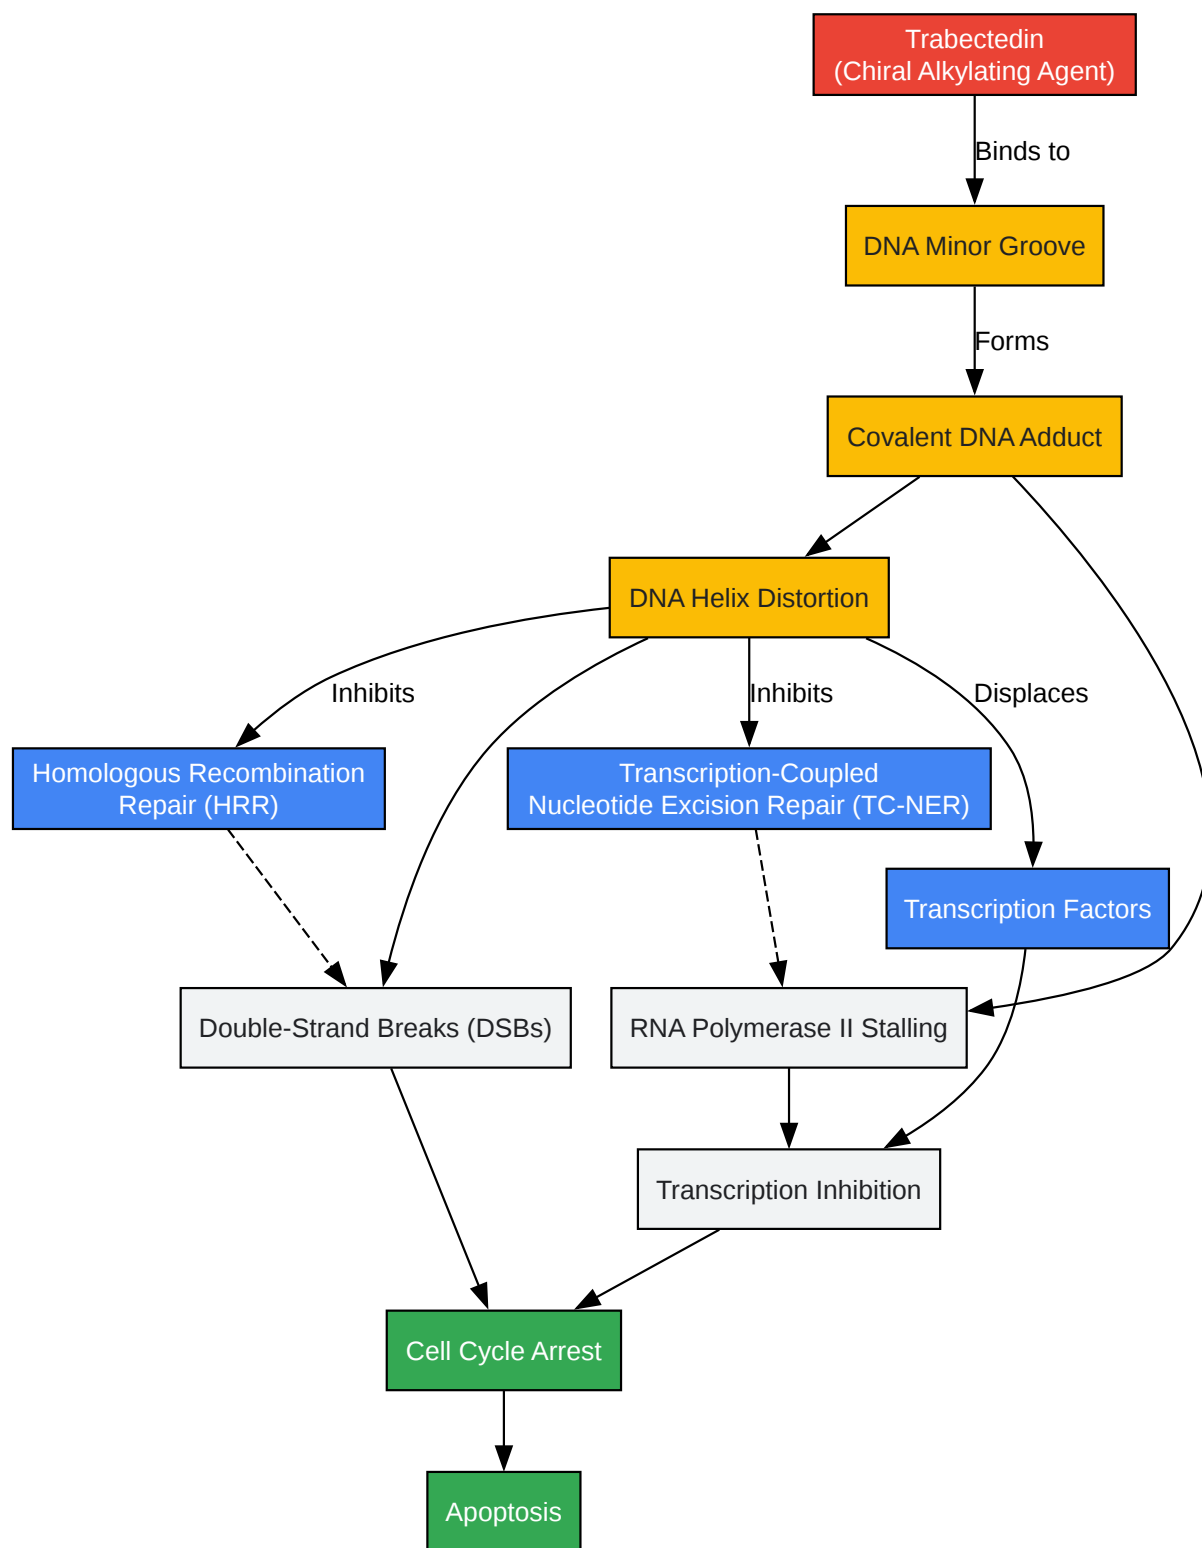 Trabectedin
(Chiral Alkylating Agent)
Binds to
DNA Minor Groove
Forms
Covalent DNA Adduct
DNA Helix Distortion
Inhibits
Inhibits
Displaces
Homologous Recombination
Repair (HRR)
Transcription-Coupled
Nucleotide Excision Repair (TC-NER)
Transcription Factors
Double-Strand Breaks (DSBs)
RNA Polymerase II Stalling
Transcription Inhibition
Cell Cycle Arrest
Apoptosis